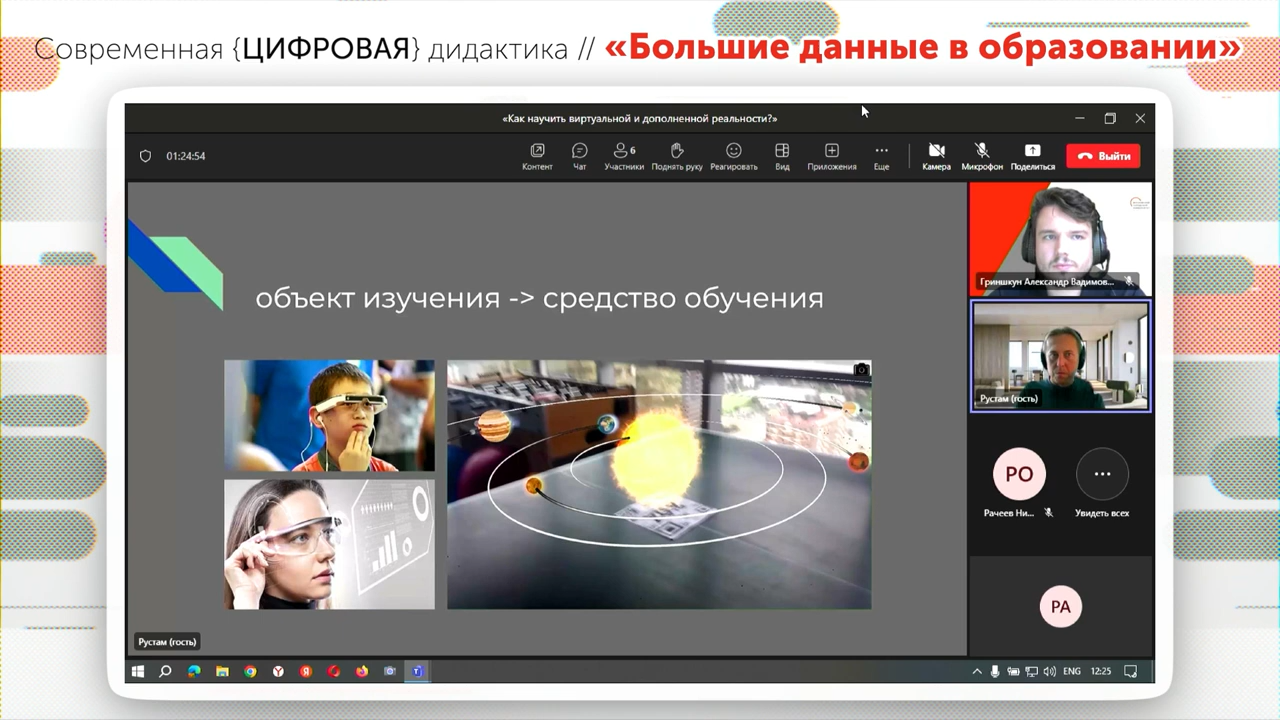 Современная {ЦИФРОВАЯ} дидактика // «Большие данные в образовании»
«Как научить виртуальной и дополненной реальности?»
01:24:54
Контент
Чат
6
Участники
Поднять руку
Реагировать
Вид
Приложения
Еще
Камера
Микрофон
Поделиться
Выйти
объект изучения -> средство обучения
Гриншкун Александр Вадимов...
Рустам (гость)
РО
Рачеев Ни...
Увидеть всех
РА
Рустам (гость)
ENG
12:25